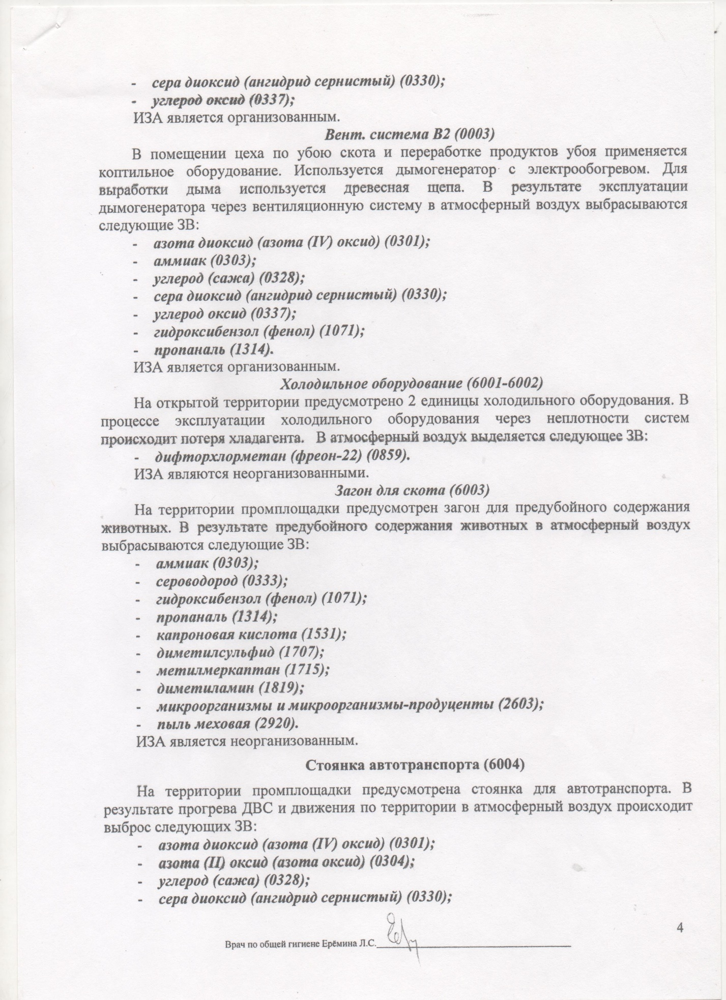 - сера диоксид (ангидрид сернистый) (0330);
- углерод оксид (0337);
ИЗА является организованным.
Вент. система В2 (0003)
В помещении цеха по убою скота и переработке продуктов убоя применяется
коптильное оборудование. Используется дымогенератор с электрообогревом. Для
выработки дыма используется древесная щепа. В результате эксплуатации
дымогенератора через вентиляционную систему в атмосферный воздух выбрасываются
следующие ЗВ:
- азота диоксид (азота (IV) оксид) (0301);
- аммиак (0303);
- углерод (сажа) (0328);
- сера диоксид (ангидрид сернистый) (0330);
- углерод оксид (0337);
- гидроксибензол (фенол) (1071);
- пропаналь (1314).
ИЗА является организованным.
Холодильное оборудование (6001-6002)
На открытой территории предусмотрено 2 единицы холодильного оборудования. В
процессе эксплуатации холодильного оборудования через неплотности систем
происходит потеря хладагента. В атмосферный воздух выделяется следующее ЗВ:
- дифторхлорметан (фреон-22) (0859).
ИЗА являются неорганизованными.
Загон для скота (6003)
На территории промплощадки предусмотрен загон для предубойного содержания
животных. В результате предубойного содержания животных в атмосферный воздух
выбрасываются следующие ЗВ:
- аммиак (0303);
- сероводород (0333);
- гидроксибензол (фенол) (1071);
- пропаналь (1314);
- капроновая кислота (1531);
- диметилсульфид (1707);
- метилмеркаптан (1715);
- диметиламин (1819);
- микроорганизмы и микроорганизмы-продуценты (2603);
- пыль меховая (2920).
ИЗА является неорганизованным.
Стоянка автотранспорта (6004)
На территории промплощадки предусмотрена стоянка для автотранспорта. В
результате прогрева ДВС и движения по территории в атмосферный воздух происходит
выброс следующих ЗВ:
- азота диоксид (азота (IV) оксид) (0301);
- азота (II) оксид (азота оксид) (0304);
- углерод (сажа) (0328);
- сера диоксид (ангидрид сернистый) (0330);
4
Врач по общей гигиене Ерёмина Л.С.